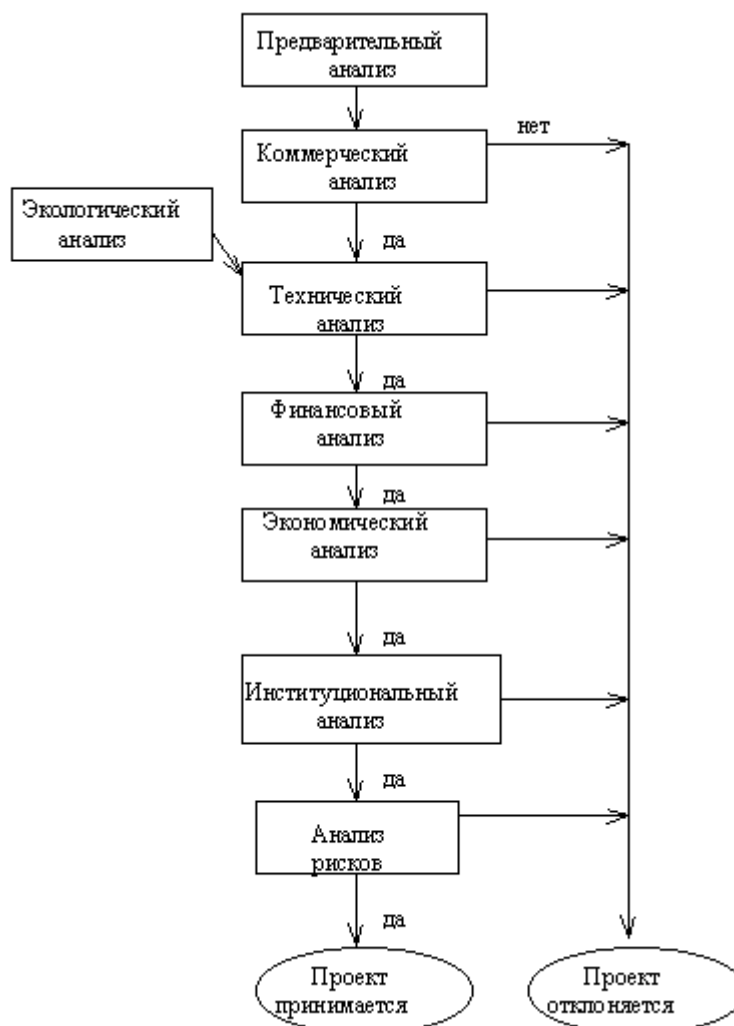 Предварительный
анализ
нет
Коммерческий
анализ
Экологический
анализ
да
Технический
анализ
да
Финансовый
анализ
да
Экономический
анализ
да
Институциональный
анализ
да
Анализ
рисков
да
Проект
принимается
Проект
отклоняется